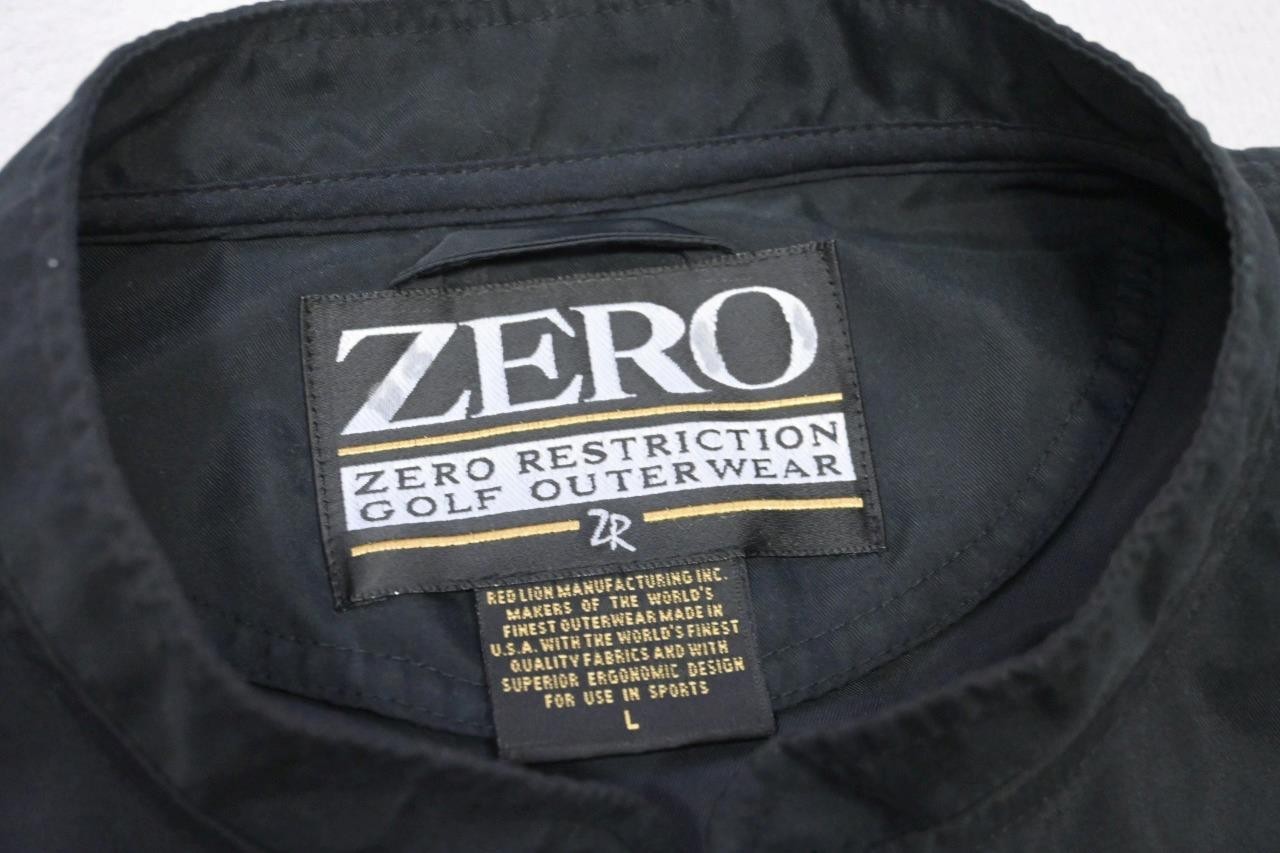 ZERO
ZERO RESTRICTION
GOLF OUTERWEAR
ZR
RED LION MANUFACTURING INC.
MAKERS OF THE WORLD'S
FINEST OUTERWEAR MADE IN
U.S.A. WITH THE WORLD'S FINEST
QUALITY FABRICS AND WITH
SUPERIOR ERGONOMIC DESIGN
FOR USE IN SPORTS
L